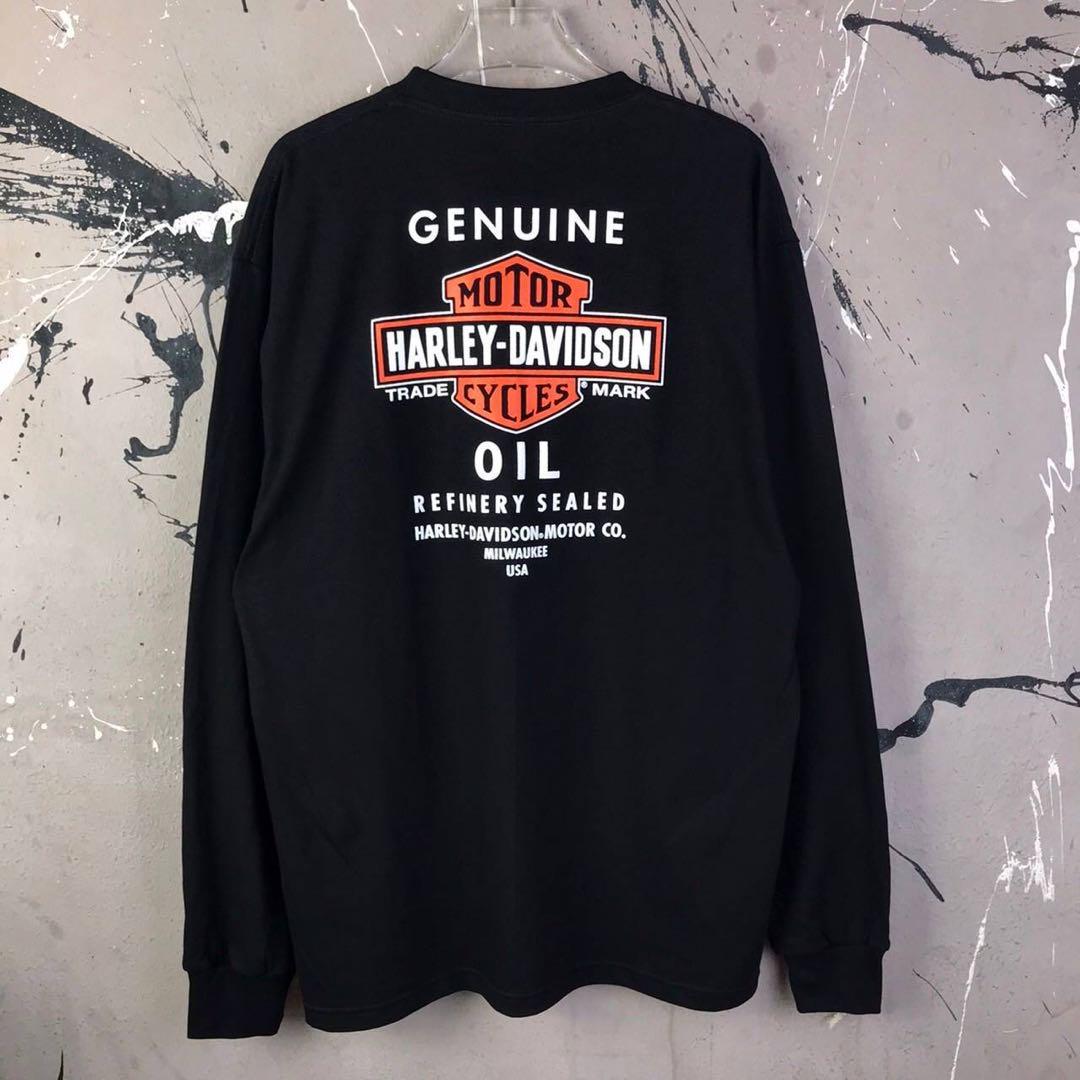 GENUINE
MOTOR
HARLEY-DAVIDSON
TRADE CYCLES ® MARK
OIL
REFINERY SEALED
HARLEY-DAVIDSON® MOTOR CO.
MILWAUKEE
USA